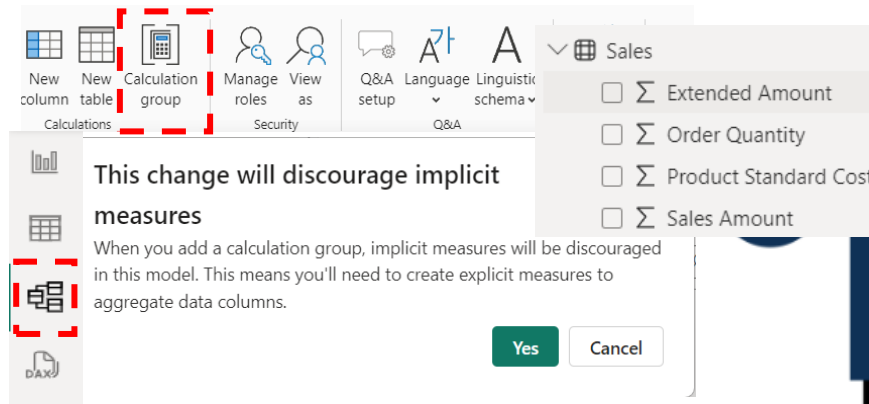 New column
New table
Calculation group
Manage roles
View as
Q&A setup
Language
Linguistic schema
Calculations
Security
Q&A
Sales
Extended Amount
Order Quantity
Product Standard Cost
Sales Amount
This change will discourage implicit
measures
When you add a calculation group, implicit measures will be discouraged
in this model. This means you'll need to create explicit measures to
aggregate data columns.
Yes
Cancel
DAX